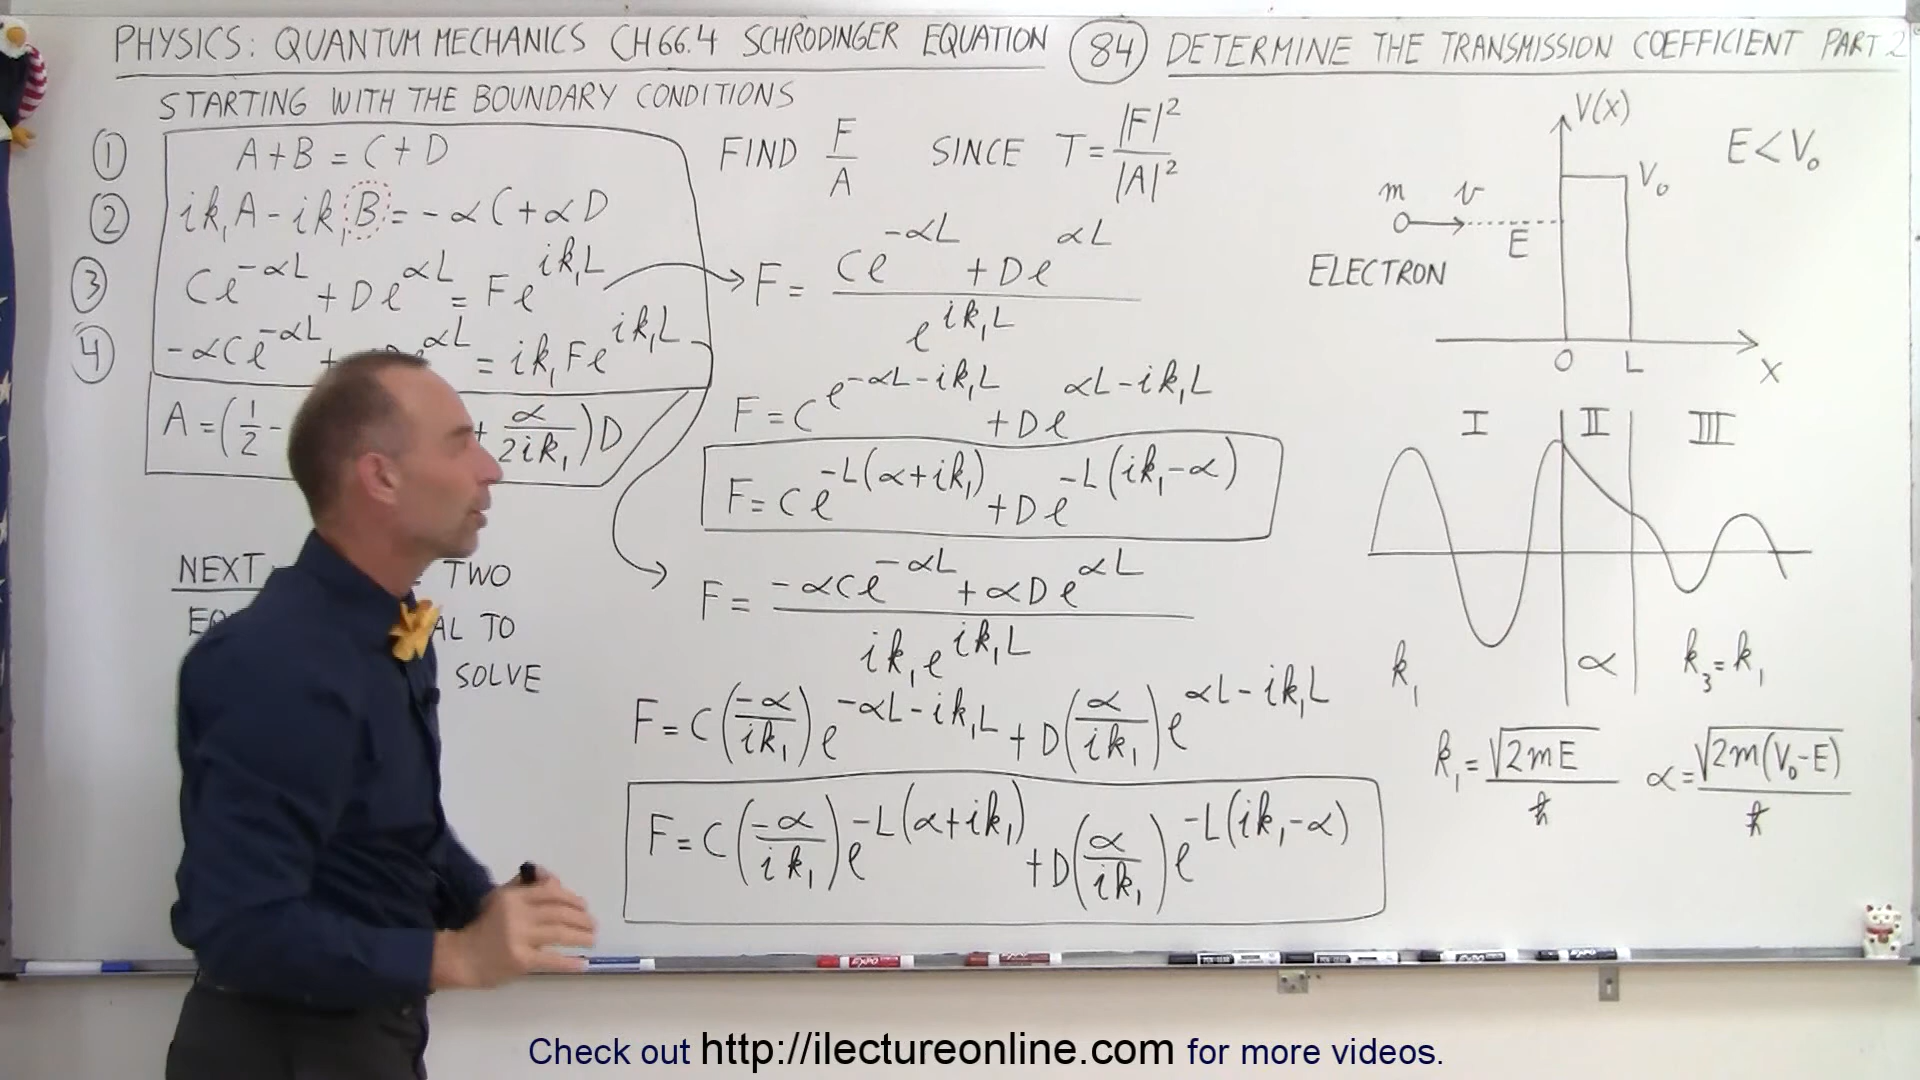 PHYSICS: QUANTUM MECHANICS CH 66.4 SCHRODINGER EQUATION (84) DETERMINE THE TRANSMISSION COEFFICIENT PART 2
STARTING WITH THE BOUNDARY CONDITIONS
① A+B = C+D
② ik₁A - ik₁B = -αC + αD
③ Ce^{-αL} + De^{αL} = Fe^{ik₁L}
④ -αCe^{-αL} + e^{αL} = ik₁Fe^{ik₁L}
A = (1/2 - + α/2ik₁)D
NEXT TWO
AL TO
SOLVE
FIND F/A SINCE T = |F|²/|A|²
F = (Ce^{-αL} + De^{αL})/e^{ik₁L}
F = Ce^{-αL-ik₁L} + De^{αL-ik₁L}
F = Ce^{-L(α+ik₁)} + De^{-L(ik₁-α)}
F = (-αCe^{-αL} + αDe^{αL})/(ik₁e^{ik₁L})
F = C(-α/ik₁)e^{-αL-ik₁L} + D(α/ik₁)e^{αL-ik₁L}
F = C(-α/ik₁)e^{-L(α+ik₁)} + D(α/ik₁)e^{-L(ik₁-α)}
V(x)
E < V₀
V₀
m v
E
ELECTRON
0 L x
I II III
k₁ α k₃ = k₁
k₁ = √(2mE)/ħ α = √(2m(V₀-E))/ħ
Check out http://ilectureonline.com for more videos.